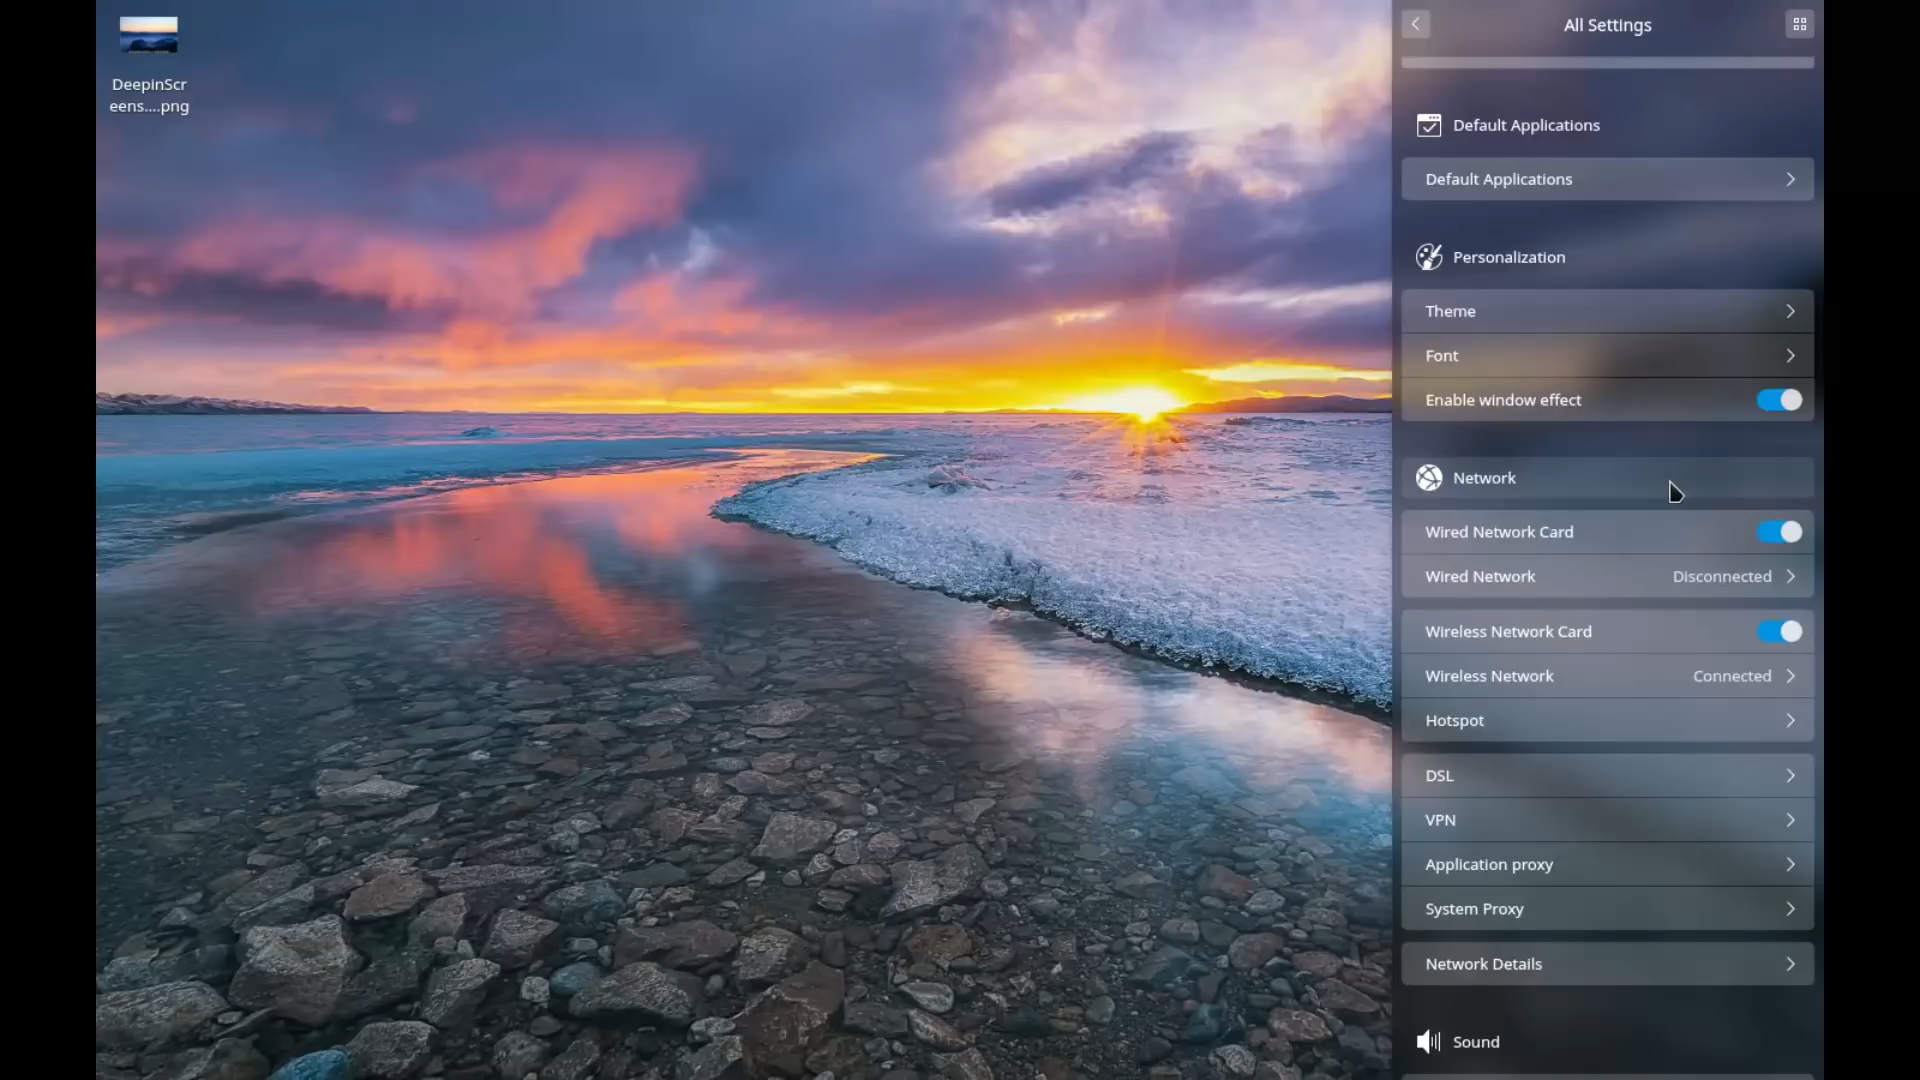 DeepinScr
eens....png
All Settings
Default Applications
Default Applications
Personalization
Theme
Font
Enable window effect
Network
Wired Network Card
Wired Network Disconnected
Wireless Network Card
Wireless Network Connected
Hotspot
DSL
VPN
Application proxy
System Proxy
Network Details
Sound